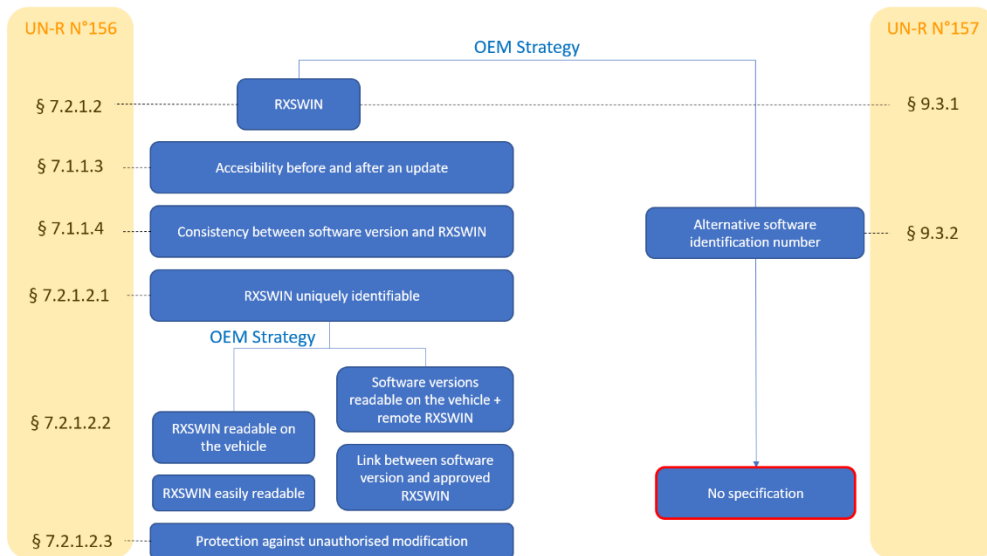 UN-R N°156
UN-R N°157
OEM Strategy
§ 7.2.1.2
RXSWIN
§ 9.3.1
§ 7.1.1.3
Accesibility before and after an update
§ 7.1.1.4
Consistency between software version and RXSWIN
Alternative software
identification number
§ 9.3.2
§ 7.2.1.2.1
RXSWIN uniquely identifiable
OEM Strategy
§ 7.2.1.2.2
RXSWIN readable on
the vehicle
Software versions
readable on the vehicle +
remote RXSWIN
RXSWIN easily readable
Link between software
version and approved
RXSWIN
No specification
§ 7.2.1.2.3
Protection against unauthorised modification